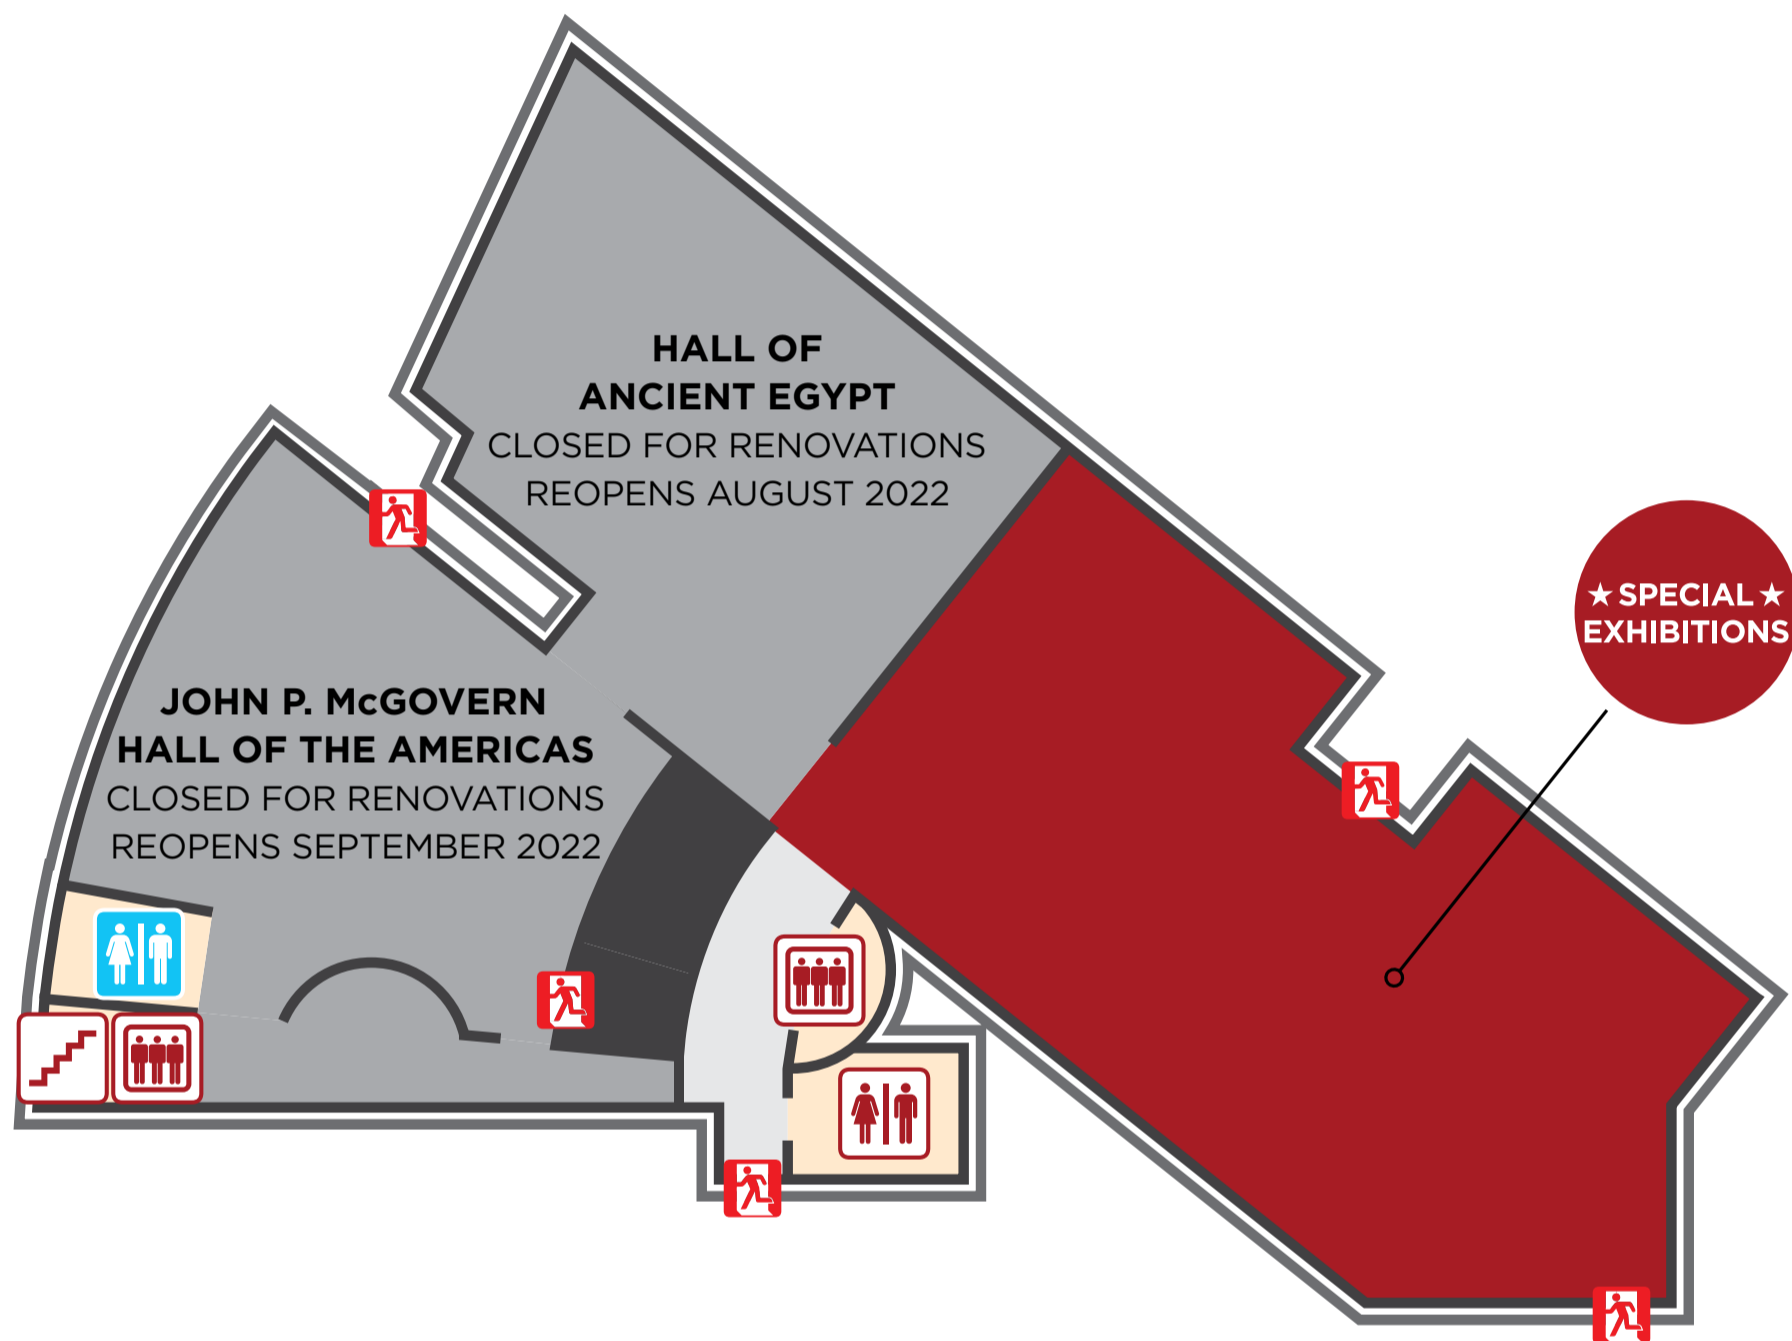 HALL OF
ANCIENT EGYPT
CLOSED FOR RENOVATIONS
REOPENS AUGUST 2022
★ SPECIAL ★
EXHIBITIONS
JOHN P. McGOVERN
HALL OF THE AMERICAS
CLOSED FOR RENOVATIONS
REOPENS SEPTEMBER 2022